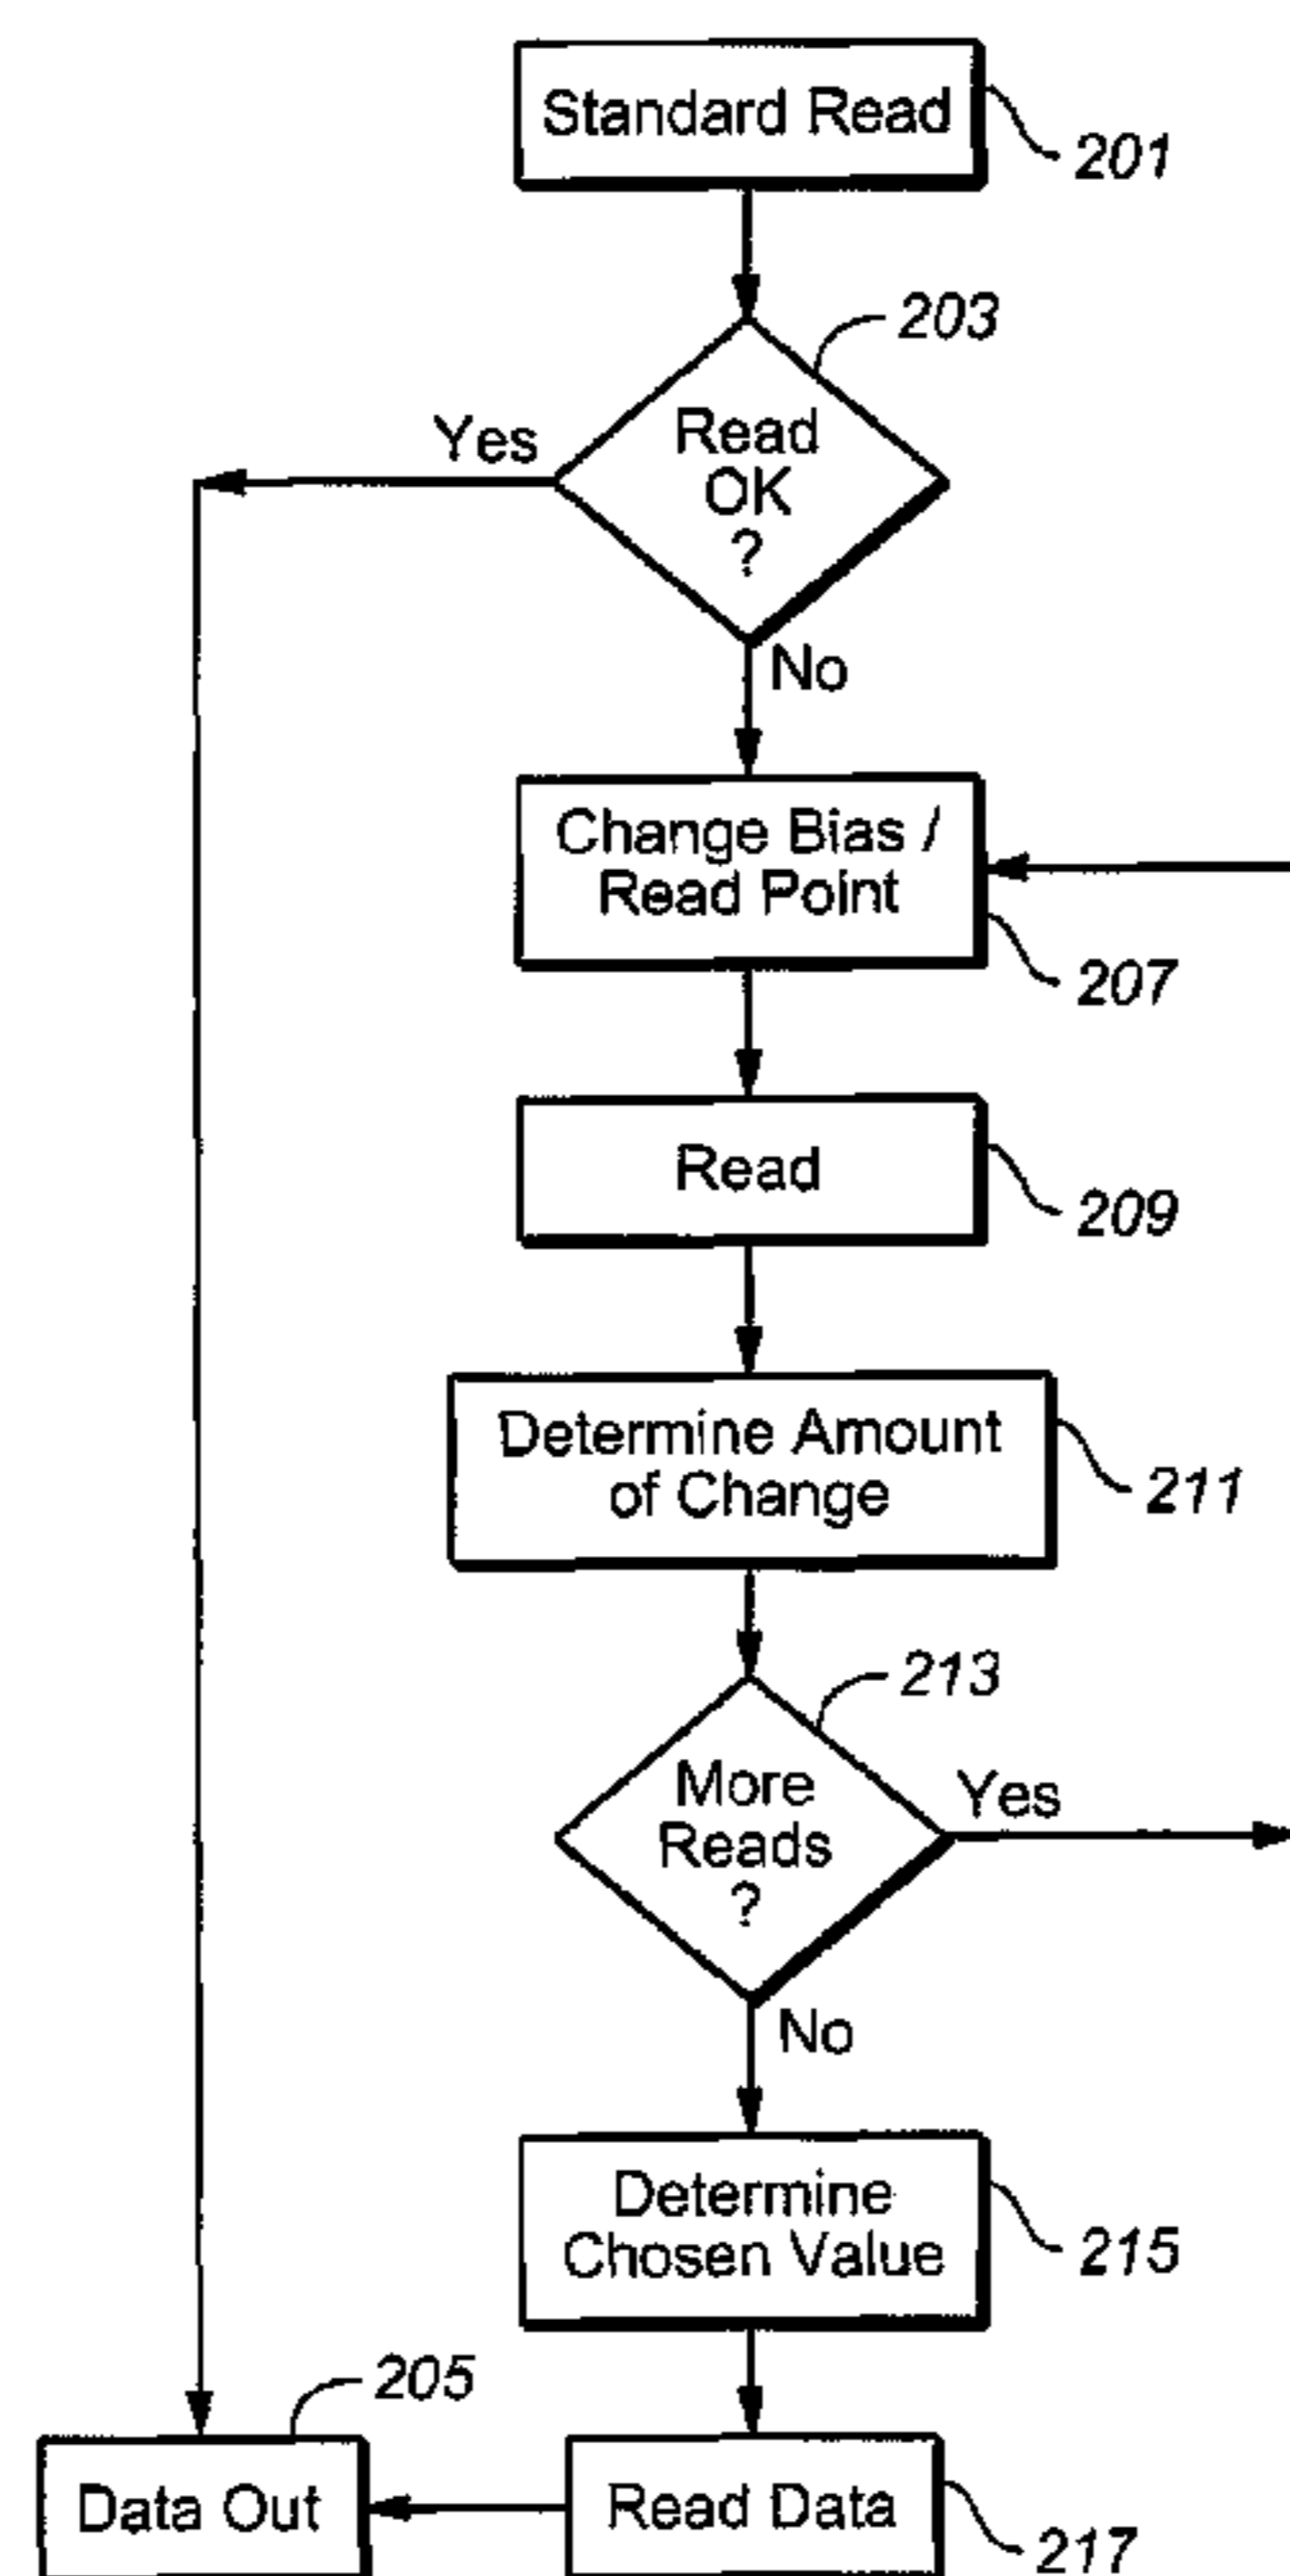 Standard Read
201
203
Read
OK
?
Yes
No
Change Bias /
Read Point
207
Read
209
Determine Amount
of Change
211
213
More
Reads
?
Yes
No
Determine
Chosen Value
215
205
Data Out
Read Data
217